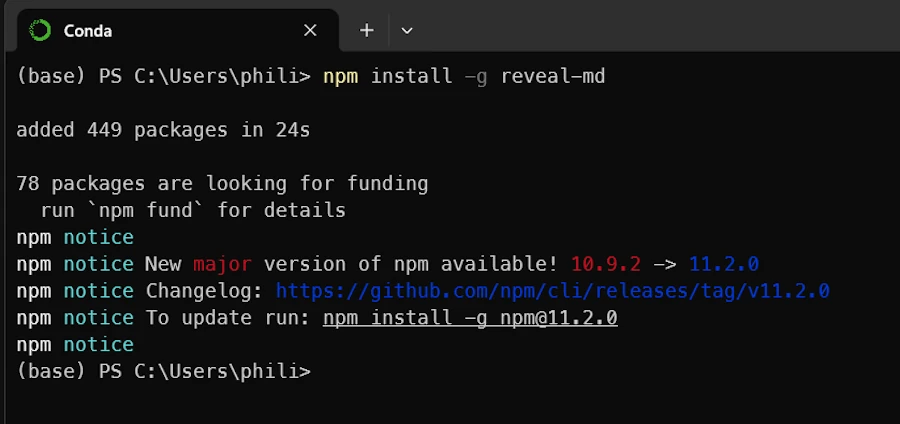 Conda
(base) PS C:\Users\phili> npm install -g reveal-md
added 449 packages in 24s
78 packages are looking for funding
run `npm fund` for details
npm notice
npm notice New major version of npm available! 10.9.2 -> 11.2.0
npm notice Changelog: https://github.com/npm/cli/releases/tag/v11.2.0
npm notice To update run: npm install -g npm@11.2.0
npm notice
(base) PS C:\Users\phili>